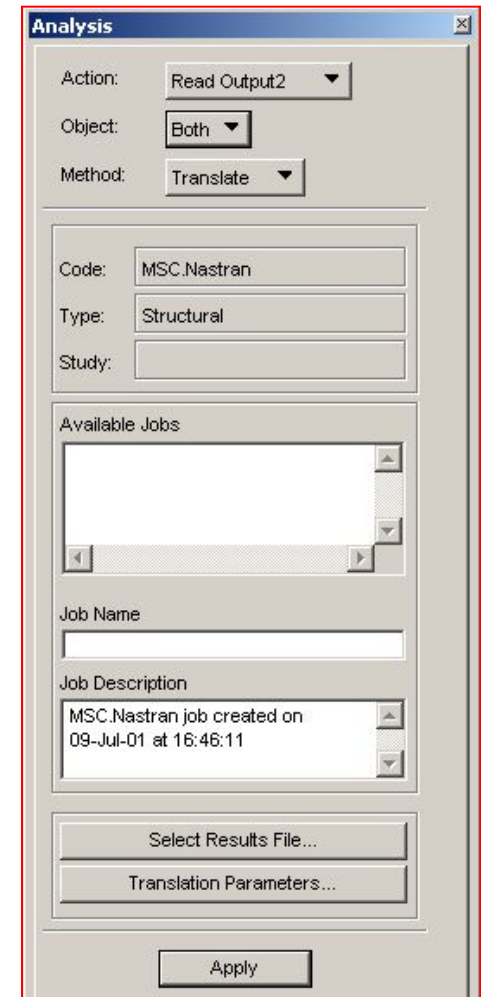 Analysis
Action: Read Output2
Object: Both
Method: Translate
Code: MSC.Nastran
Type: Structural
Study:
Available Jobs
Job Name
Job Description
MSC.Nastran job created on
09-Jul-01 at 16:46:11
Select Results File...
Translation Parameters...
Apply